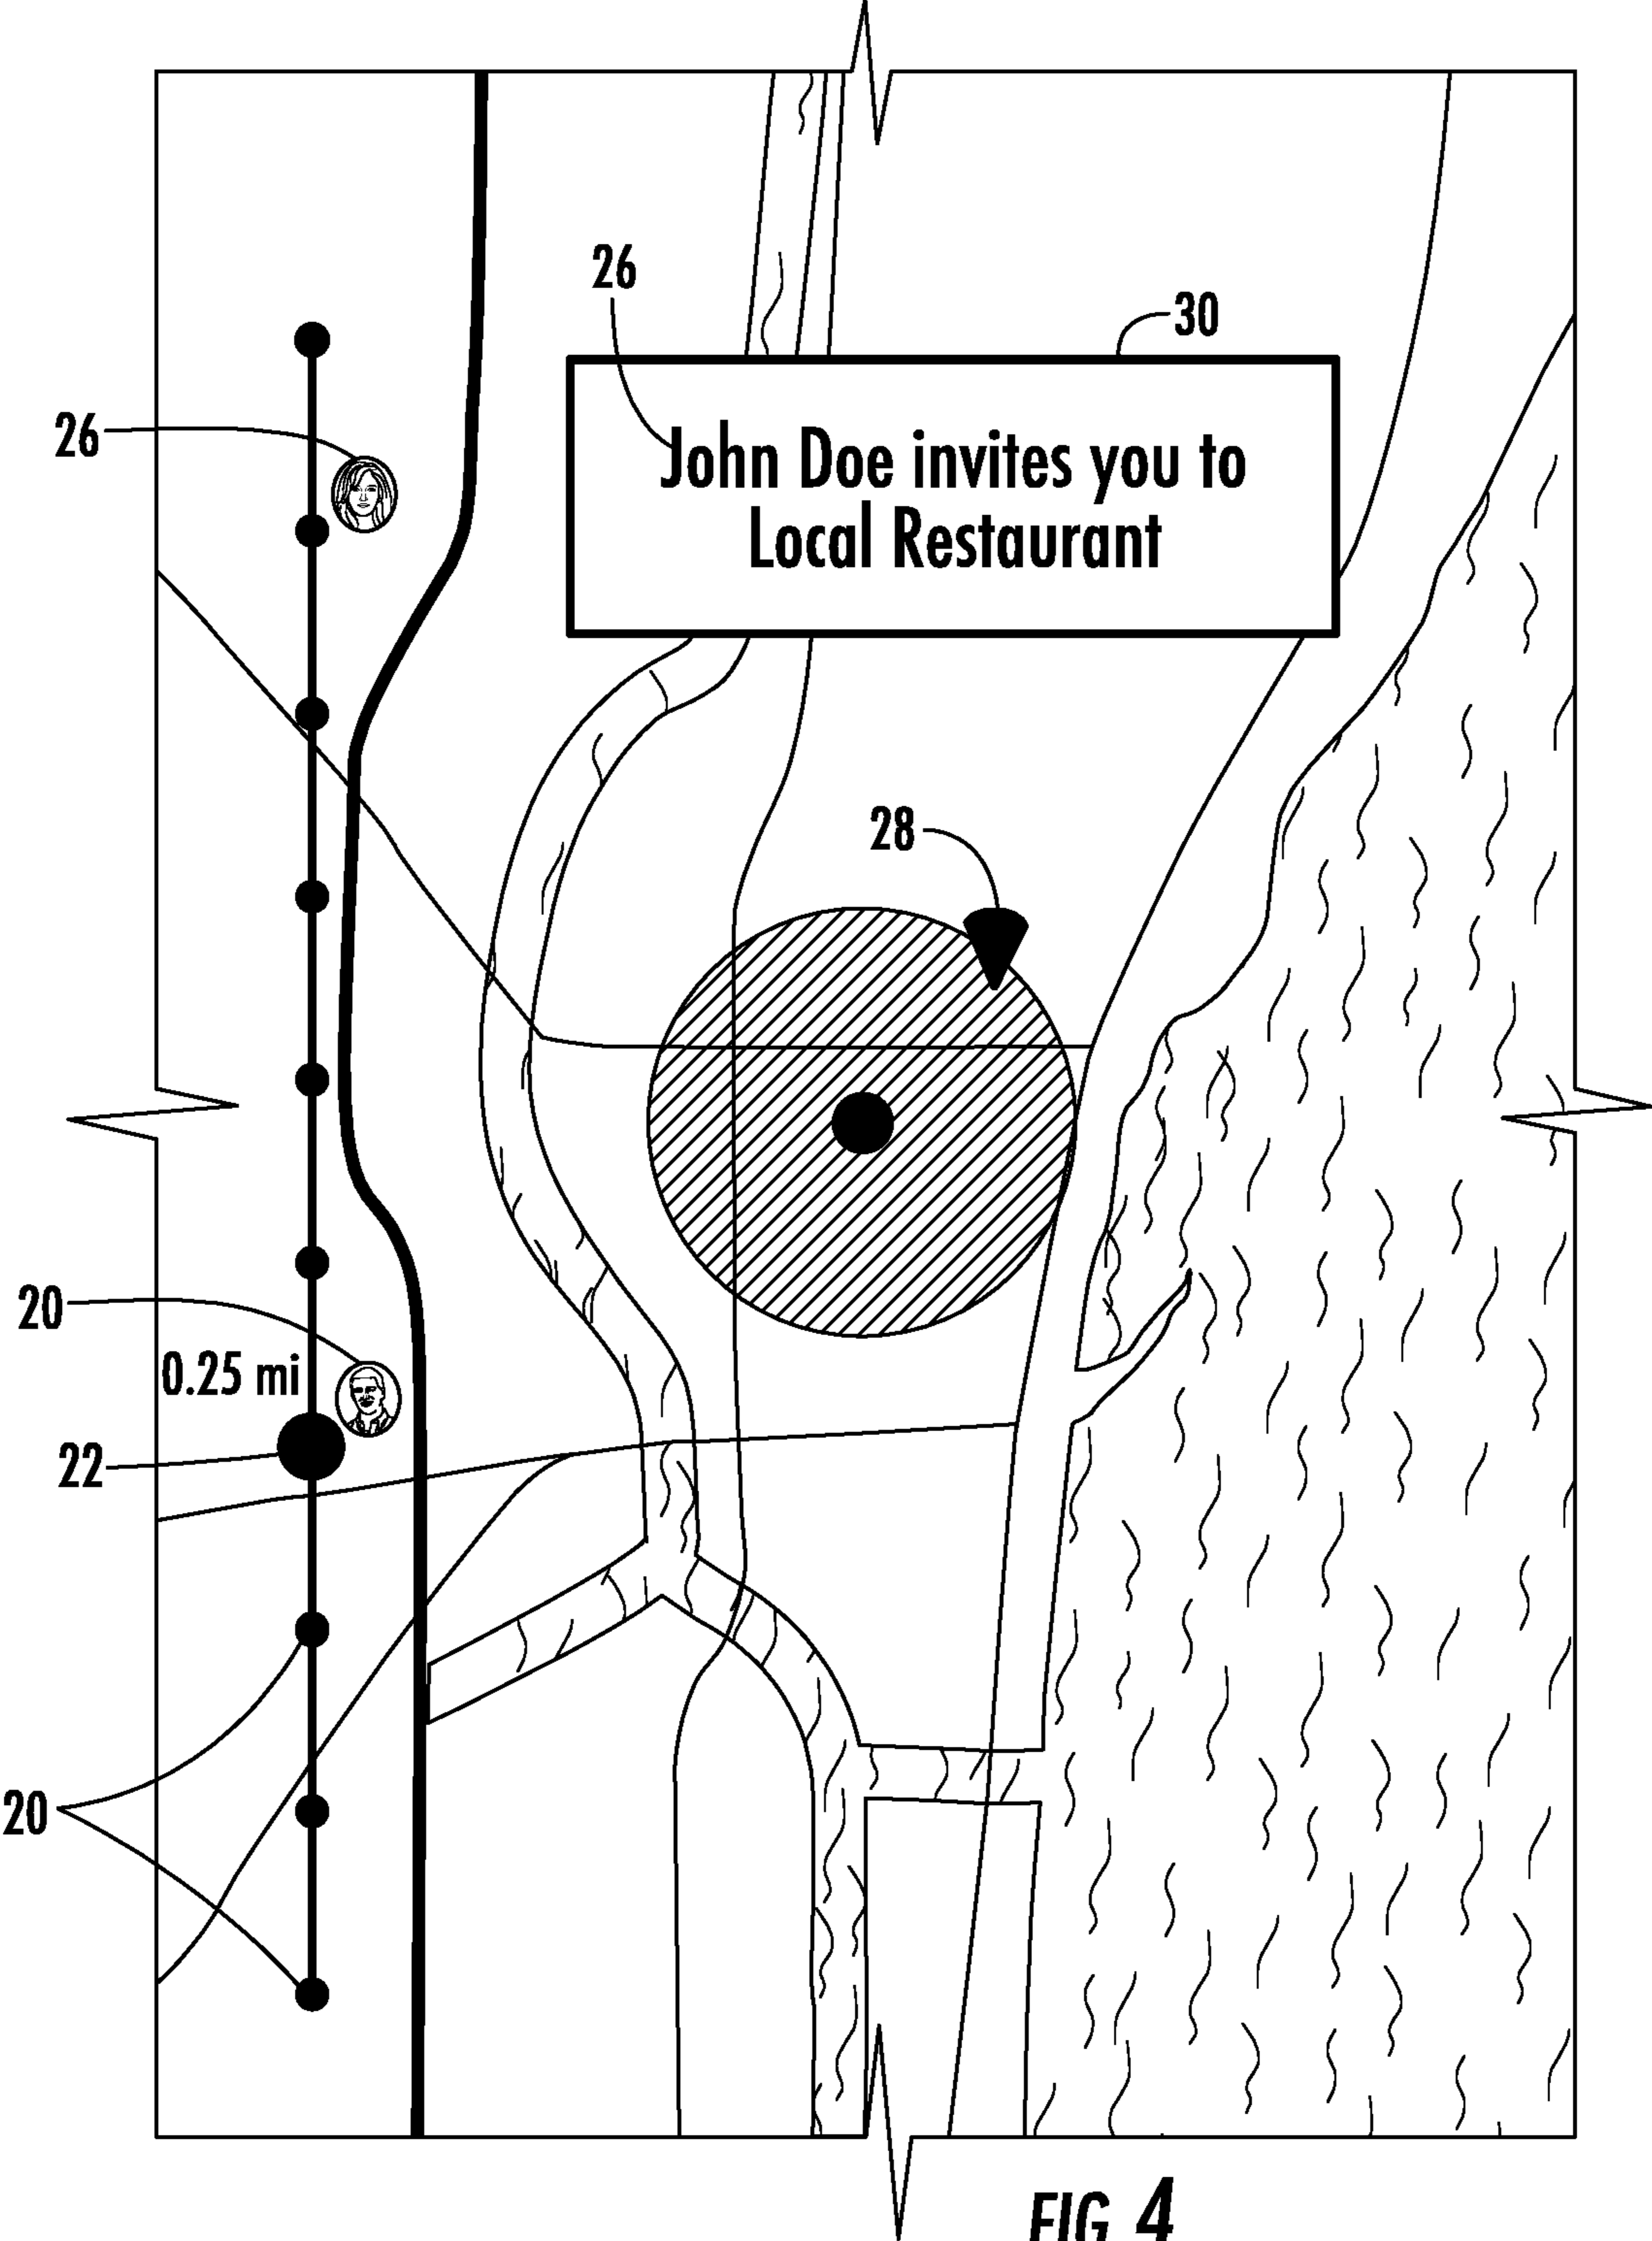 26
30
26
John Doe invites you to
Local Restaurant
28
20
0.25 mi
22
20
FIG 4